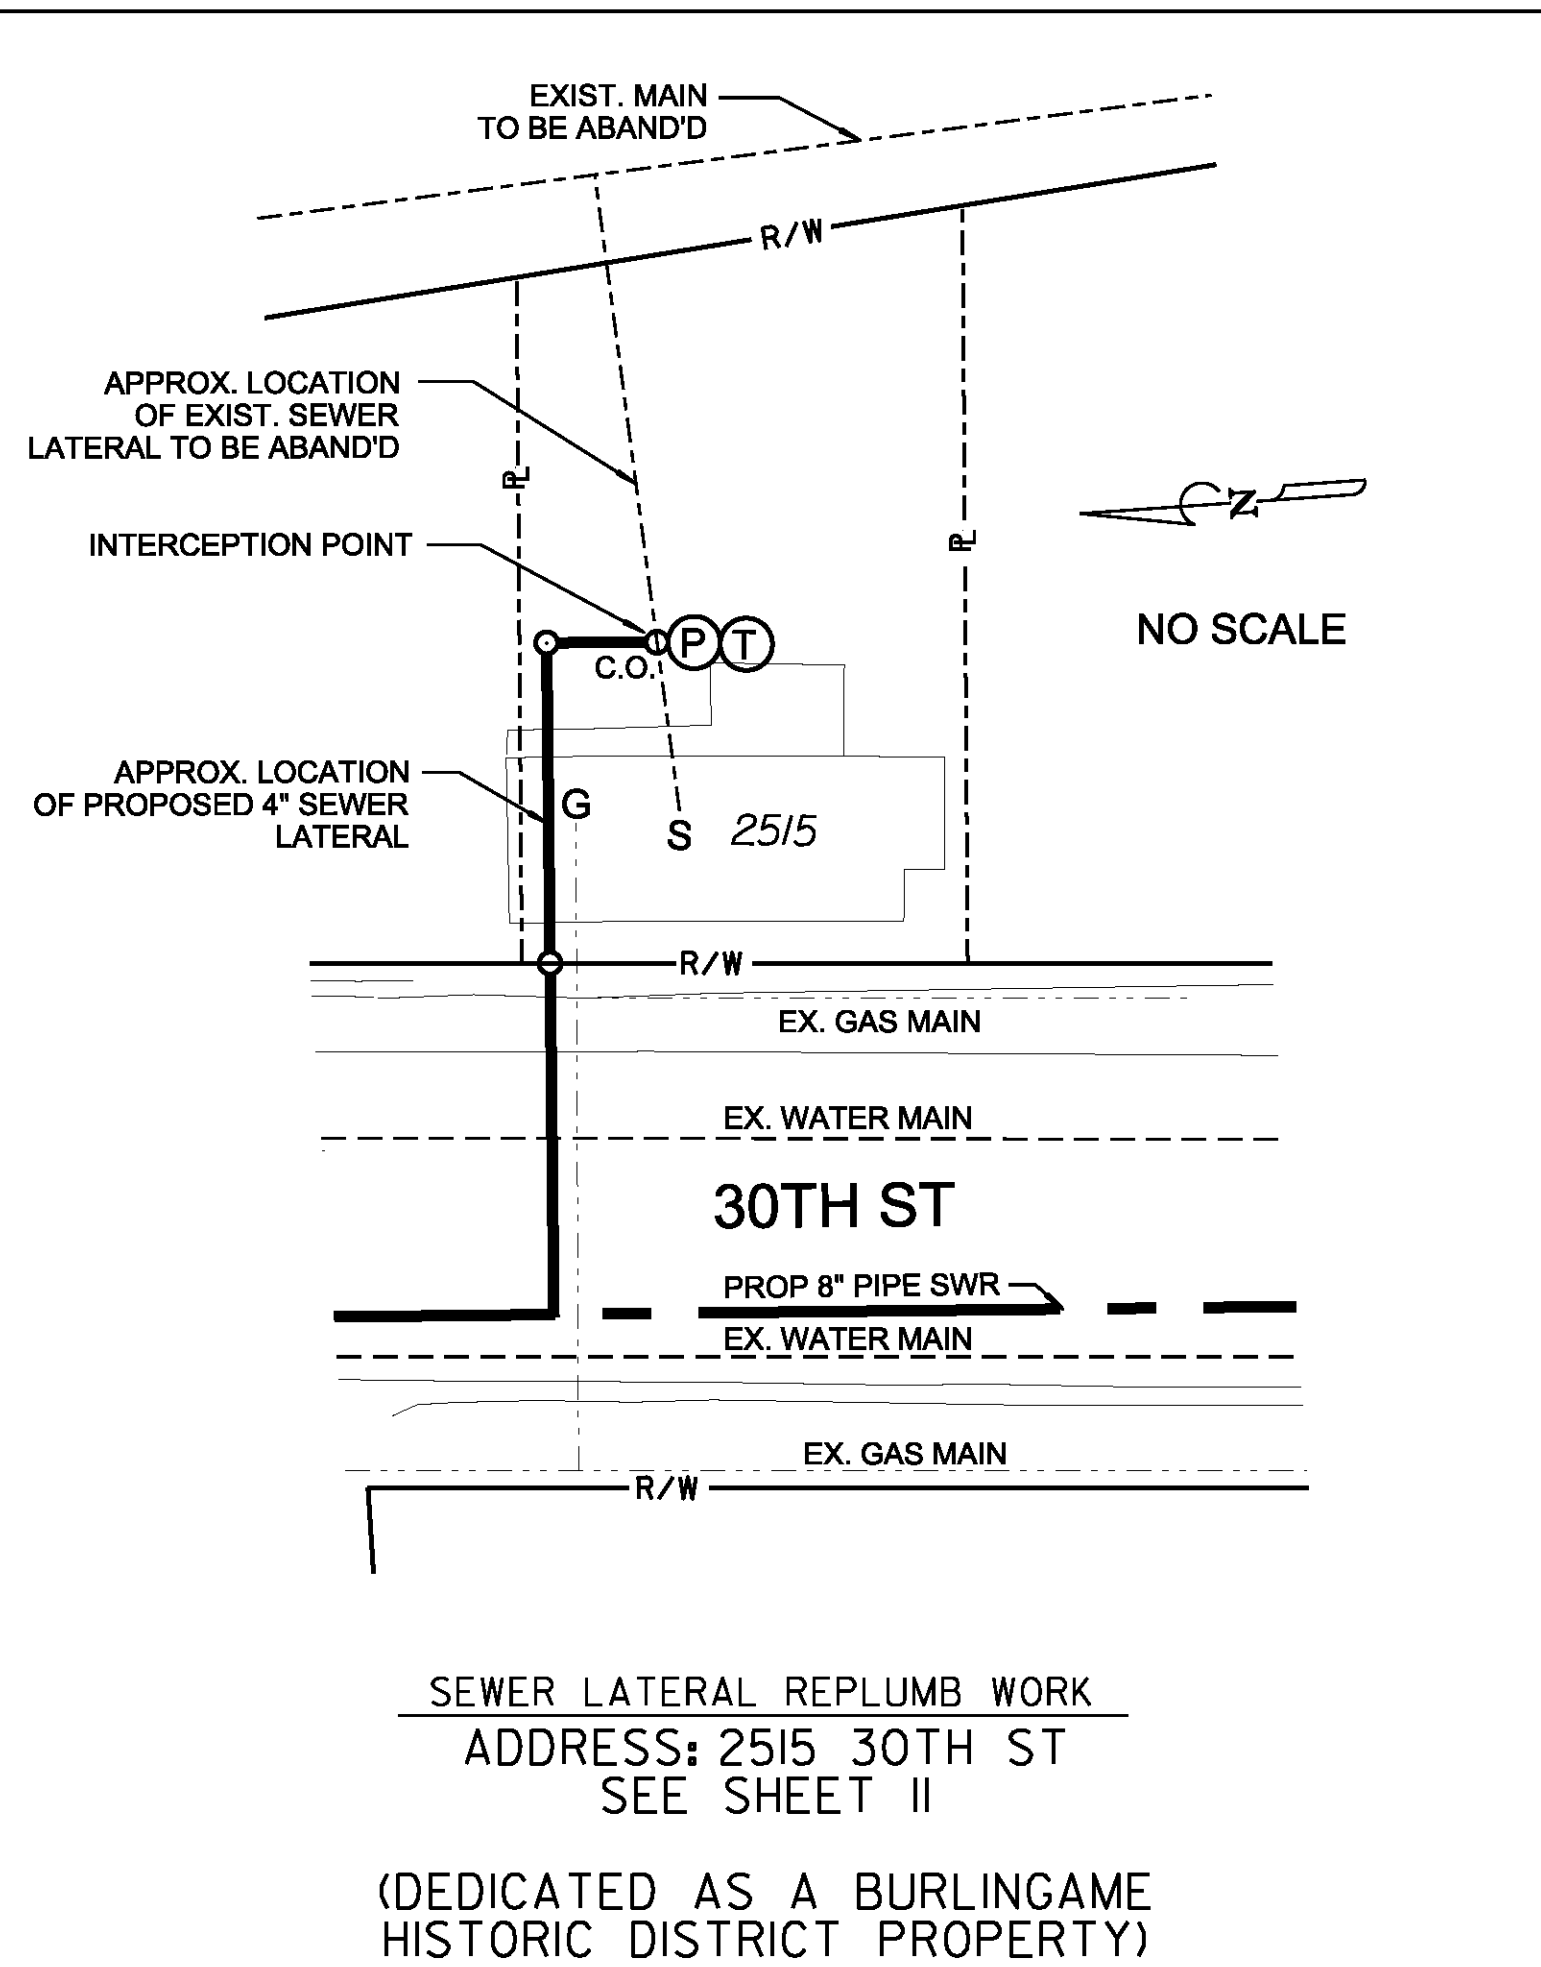 EXIST. MAIN
TO BE ABAND'D
R/W
APPROX. LOCATION
OF EXIST. SEWER
LATERAL TO BE ABAND'D
PL
N
PL
INTERCEPTION POINT
P T
NO SCALE
C.O.
APPROX. LOCATION
OF PROPOSED 4" SEWER
LATERAL
G
S 2515
R/W
EX. GAS MAIN
EX. WATER MAIN
30TH ST
PROP 8" PIPE SWR
EX. WATER MAIN
EX. GAS MAIN
R/W
SEWER LATERAL REPLUMB WORK
ADDRESS: 2515 30TH ST
SEE SHEET 11
(DEDICATED AS A BURLINGAME
HISTORIC DISTRICT PROPERTY)